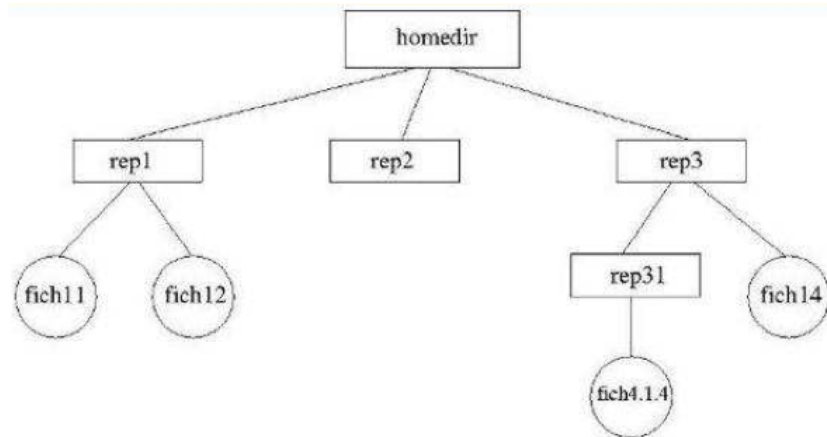 homedir
rep1
rep2
rep3
fich11
fich12
rep31
fich14
fich4.1.4